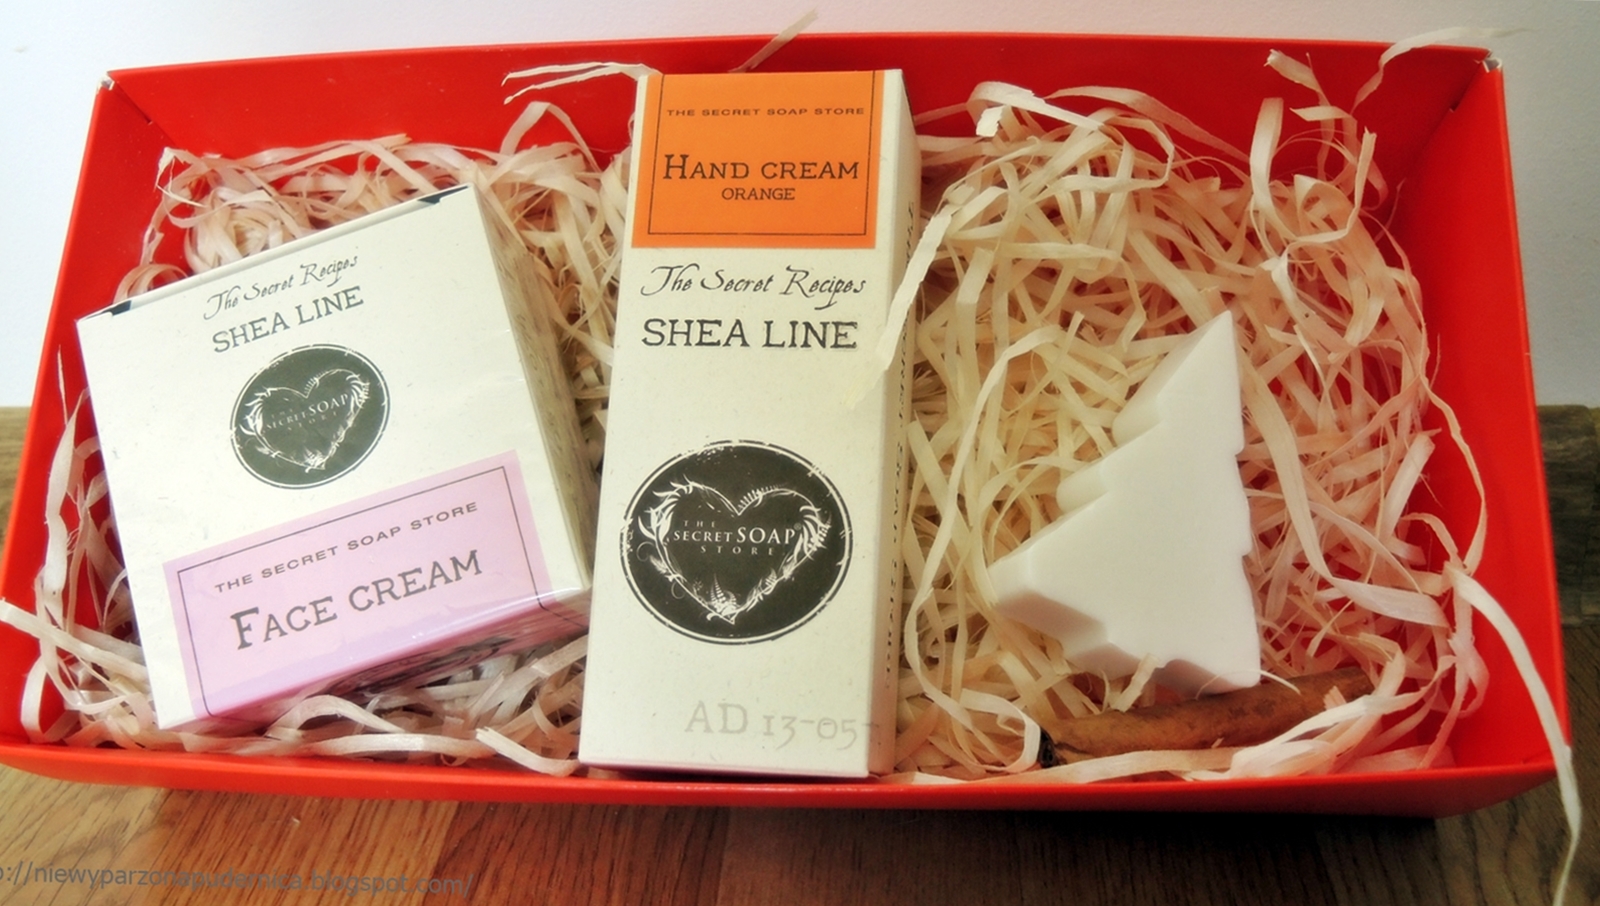 The Secret Recipes
SHEA LINE
THE
SECRET SOAP
STORE
THE SECRET SOAP STORE
FACE CREAM
THE SECRET SOAP STORE
HAND CREAM
ORANGE
The Secret Recipes
SHEA LINE
THE
SECRET SOAP
STORE
AD 13-05-
://niewyparzonapudernica.blogspot.com/